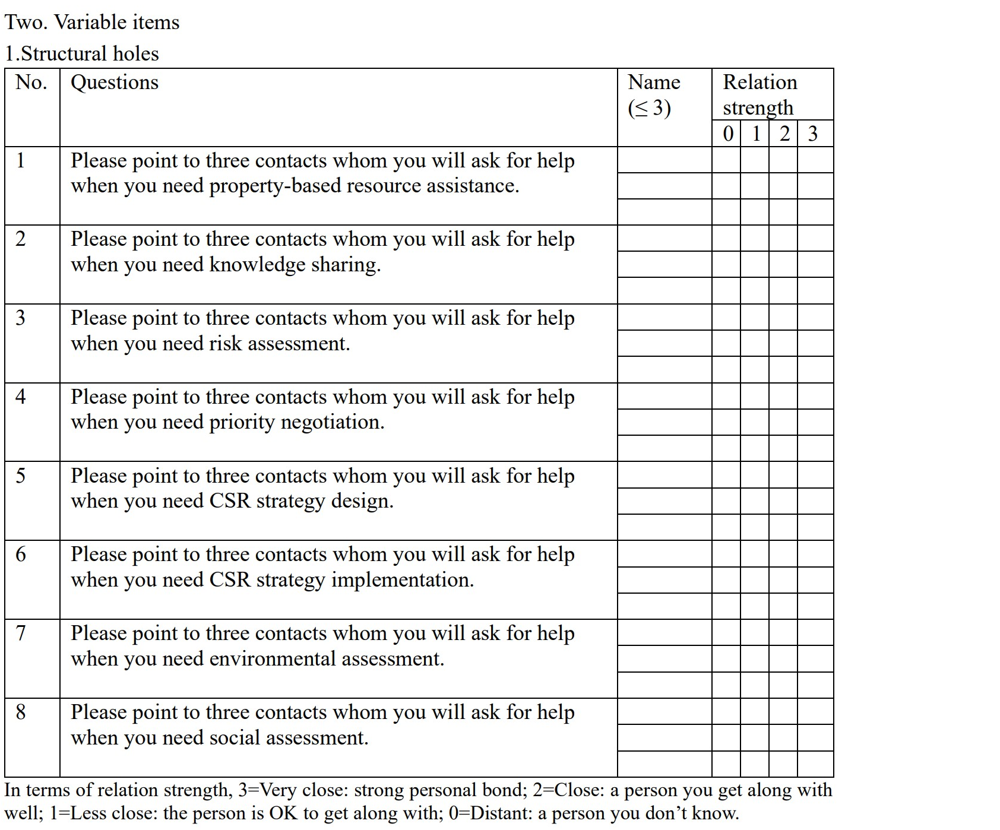 Two. Variable items
1.Structural holes
No. Questions Name Relation
(≤ 3) strength
0 1 2 3
1 Please point to three contacts whom you will ask for help
when you need property-based resource assistance.
2 Please point to three contacts whom you will ask for help
when you need knowledge sharing.
3 Please point to three contacts whom you will ask for help
when you need risk assessment.
4 Please point to three contacts whom you will ask for help
when you need priority negotiation.
5 Please point to three contacts whom you will ask for help
when you need CSR strategy design.
6 Please point to three contacts whom you will ask for help
when you need CSR strategy implementation.
7 Please point to three contacts whom you will ask for help
when you need environmental assessment.
8 Please point to three contacts whom you will ask for help
when you need social assessment.
In terms of relation strength, 3=Very close: strong personal bond; 2=Close: a person you get along with
well; 1=Less close: the person is OK to get along with; 0=Distant: a person you don’t know.